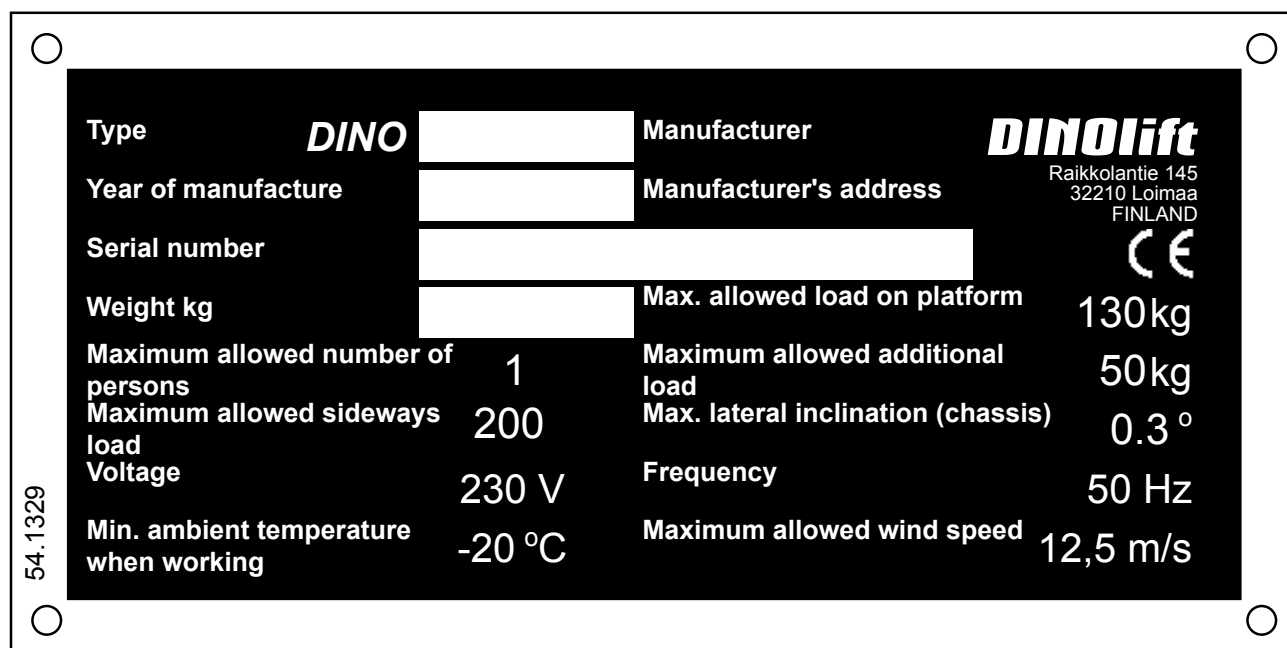 Type DINO Manufacturer DINOlift
Raikkolantie 145
Year of manufacture Manufacturer's address 32210 Loimaa
FINLAND
Serial number CE
Weight kg Max. allowed load on platform 130kg
Maximum allowed number of
persons 1 Maximum allowed additional
load 50kg
Maximum allowed sideways
load 200 Max. lateral inclination (chassis) 0.3 º
Voltage 230 V Frequency 50 Hz
Min. ambient temperature
when working -20 ºC Maximum allowed wind speed 12,5 m/s
54.1329